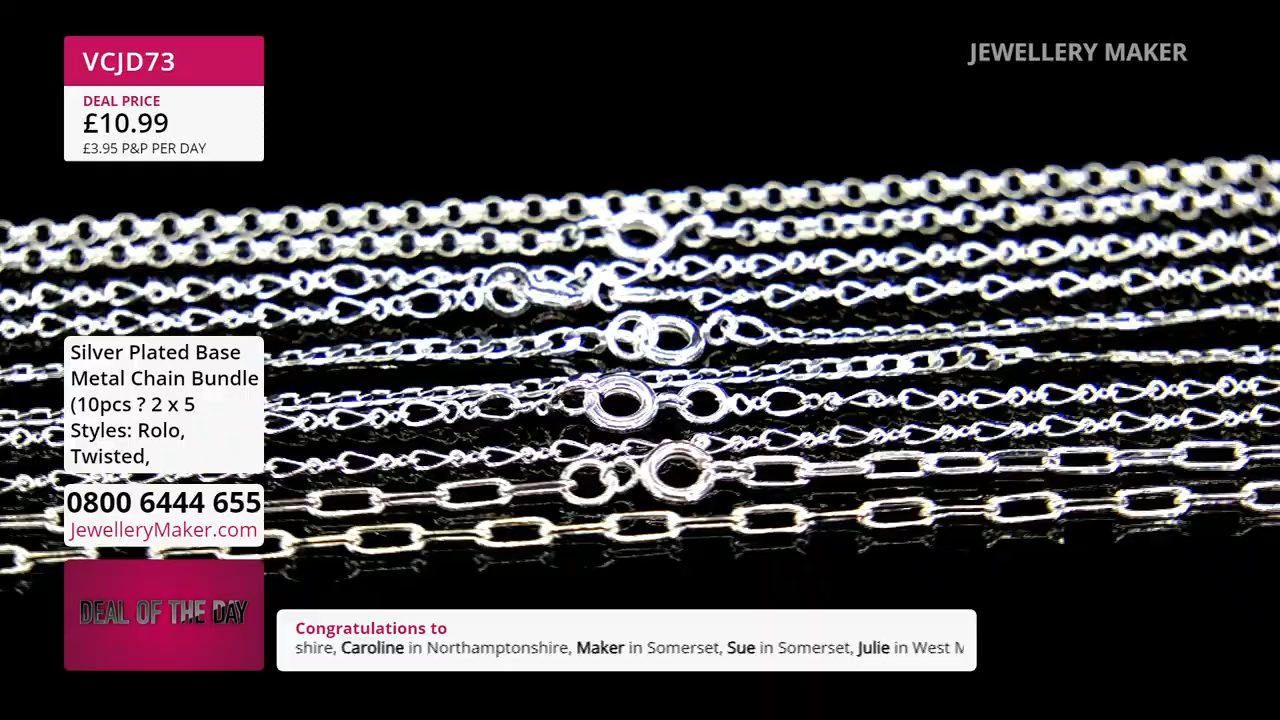 VCJD73
DEAL PRICE
£10.99
£3.95 P&P PER DAY
JEWELLERY MAKER
Silver Plated Base
Metal Chain Bundle
(10pcs ? 2 x 5
Styles: Rolo,
Twisted,
0800 6444 655
JewelleryMaker.com
DEAL OF THE DAY
Congratulations to
shire, Caroline in Northamptonshire, Maker in Somerset, Sue in Somerset, Julie in West M